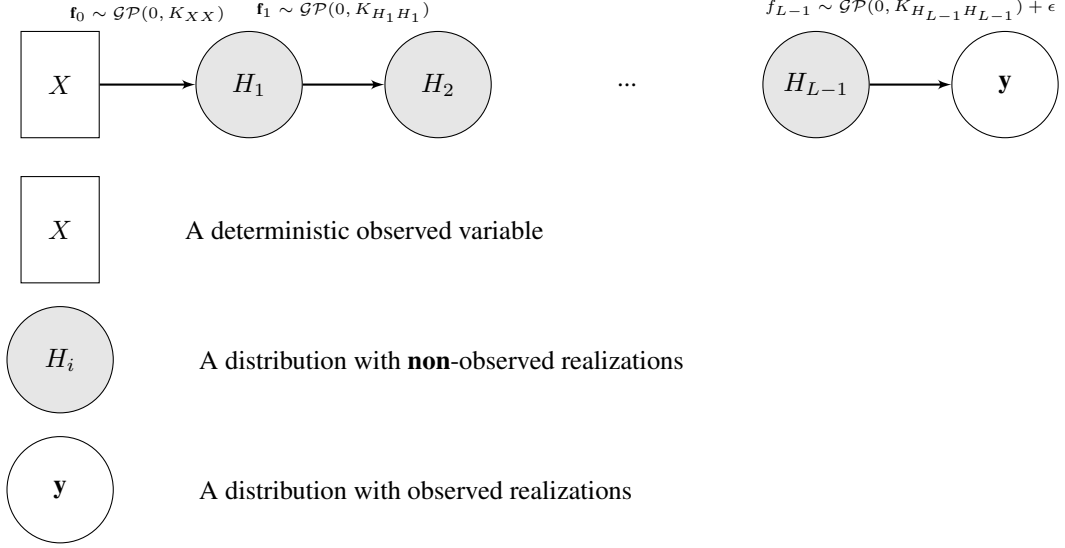 f₀ ∼ 𝒢𝒫(0, K_{XX}) f₁ ∼ 𝒢𝒫(0, K_{H₁H₁}) f_{L−1} ∼ 𝒢𝒫(0, K_{H_{L−1}H_{L−1}}) + ϵ
X H₁ H₂ ... H_{L−1} y
X A deterministic observed variable
H_i A distribution with non-observed realizations
y A distribution with observed realizations